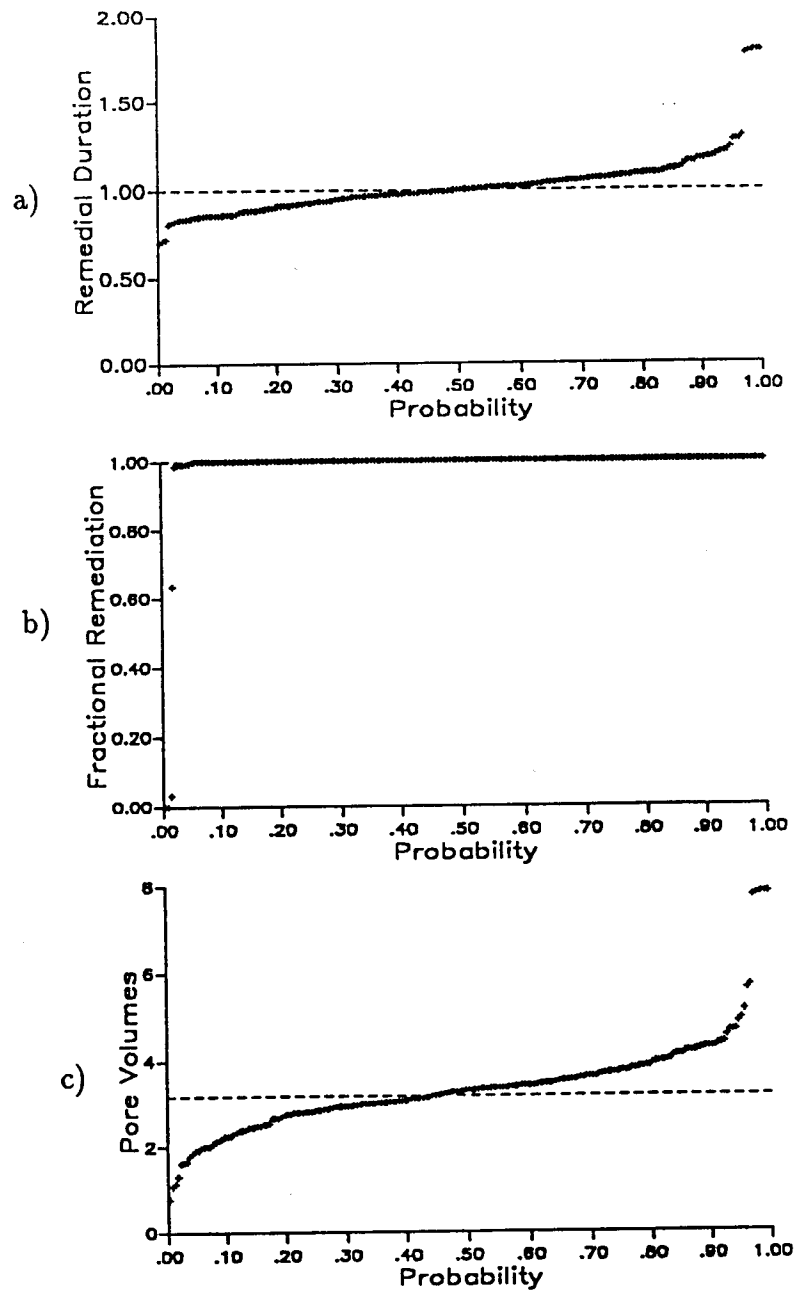 a)
Remedial Duration
2.00
1.50
1.00
0.50
0.00
.00 .10 .20 .30 .40 .50 .60 .70 .80 .90 1.00
Probability
b)
Fractional Remediation
1.00
0.80
0.60
0.40
0.20
0.00
.00 .10 .20 .30 .40 .50 .60 .70 .80 .90 1.00
Probability
c)
Pore Volumes
8
6
4
2
0
.00 .10 .20 .30 .40 .50 .60 .70 .80 .90 1.00
Probability